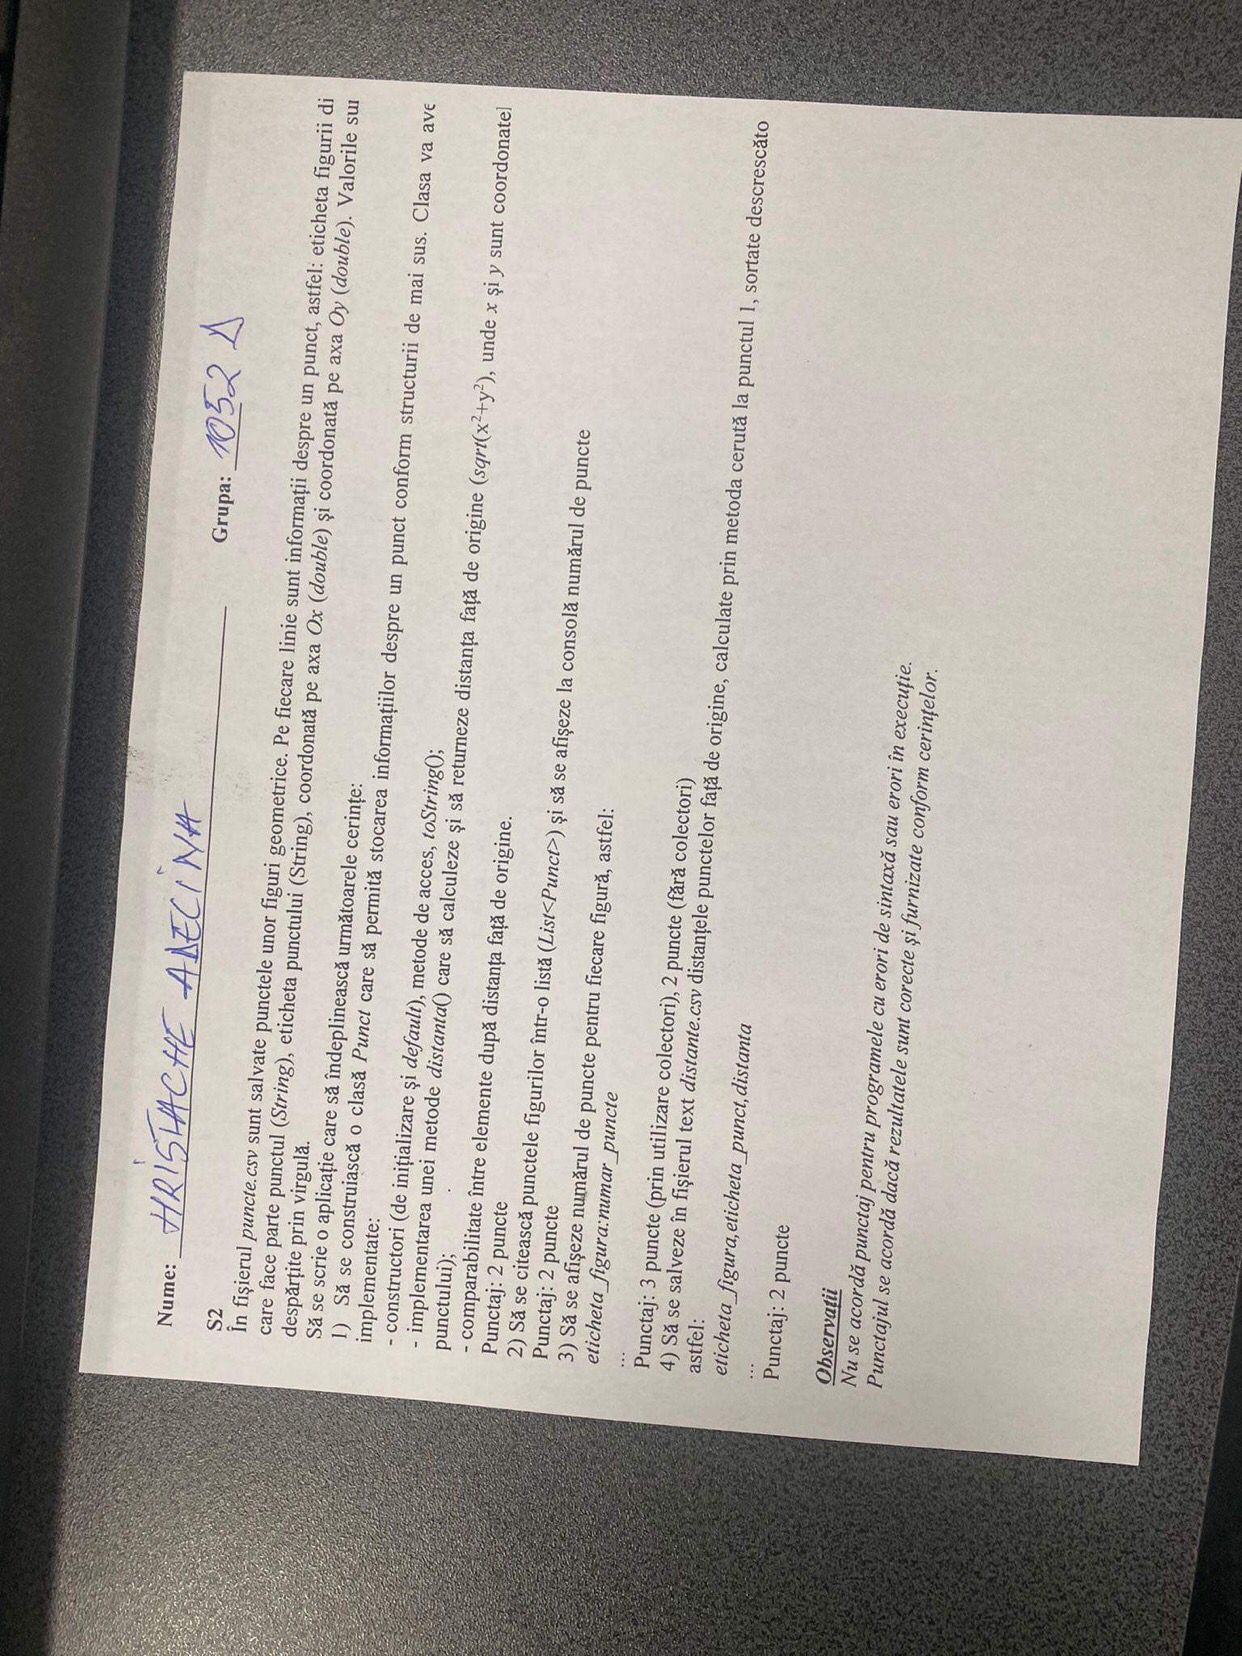 Nume: HRISTACHE ADECINA
Grupa: 1052 D
S2
În fişierul puncte.csv sunt salvate punctele unor figuri geometrice. Pe fiecare linie sunt informaţii despre un punct, astfel: eticheta figurii di
care face parte punctul (String), eticheta punctului (String), coordonată pe axa Ox (double) şi coordonată pe axa Oy (double). Valorile su
despărţite prin virgulă.
Să se scrie o aplicaţie care să îndeplinească următoarele cerinţe:
1) Să se construiască o clasă Punct care să permită stocarea informaţiilor despre un punct conform structurii de mai sus. Clasa va ave
implementate:
- constructori (de iniţializare şi default), metode de acces, toString();
- implementarea unei metode distanta() care să calculeze şi să returneze distanţa faţă de origine (sqrt(x²+y²), unde x şi y sunt coordonatel
punctului);
- comparabilitate între elemente după distanţa faţă de origine.
Punctaj: 2 puncte
2) Să se citească punctele figurilor într-o listă (List<Punct>) şi să se afişeze la consolă numărul de puncte
Punctaj: 2 puncte
3) Să se afişeze numărul de puncte pentru fiecare figură, astfel:
eticheta_figura:numar_puncte
...
Punctaj: 3 puncte (prin utilizare colectori), 2 puncte (fără colectori)
4) Să se salveze în fişierul text distante.csv distanţele punctelor faţă de origine, calculate prin metoda cerută la punctul 1, sortate descrescăto
astfel:
eticheta_figura,eticheta_punct,distanta
...
Punctaj: 2 puncte
Observaţii
Nu se acordă punctaj pentru programele cu erori de sintaxă sau erori în execuţie.
Punctajul se acordă dacă rezultatele sunt corecte şi furnizate conform cerinţelor.